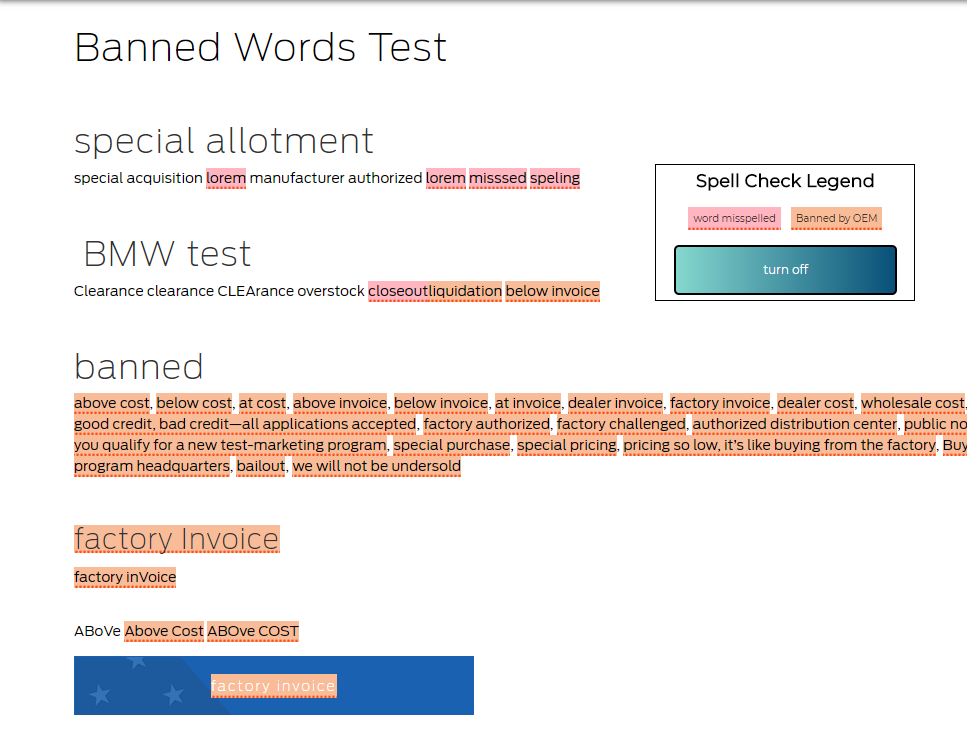 Banned Words Test
special allotment
special acquisition lorem manufacturer authorized lorem misssed speling
Spell Check Legend
word misspelled Banned by OEM
turn off
BMW test
Clearance clearance CLEArance overstock closeoutliquidation below invoice
banned
above cost, below cost, at cost, above invoice, below invoice, at invoice, dealer invoice, factory invoice, dealer cost, wholesale cost,
good credit, bad credit—all applications accepted, factory authorized, factory challenged, authorized distribution center, public no
you qualify for a new test-marketing program, special purchase, special pricing, pricing so low, it's like buying from the factory, Buy
program headquarters, bailout, we will not be undersold
factory Invoice
factory inVoice
ABoVe Above Cost ABOve COST
factory invoice